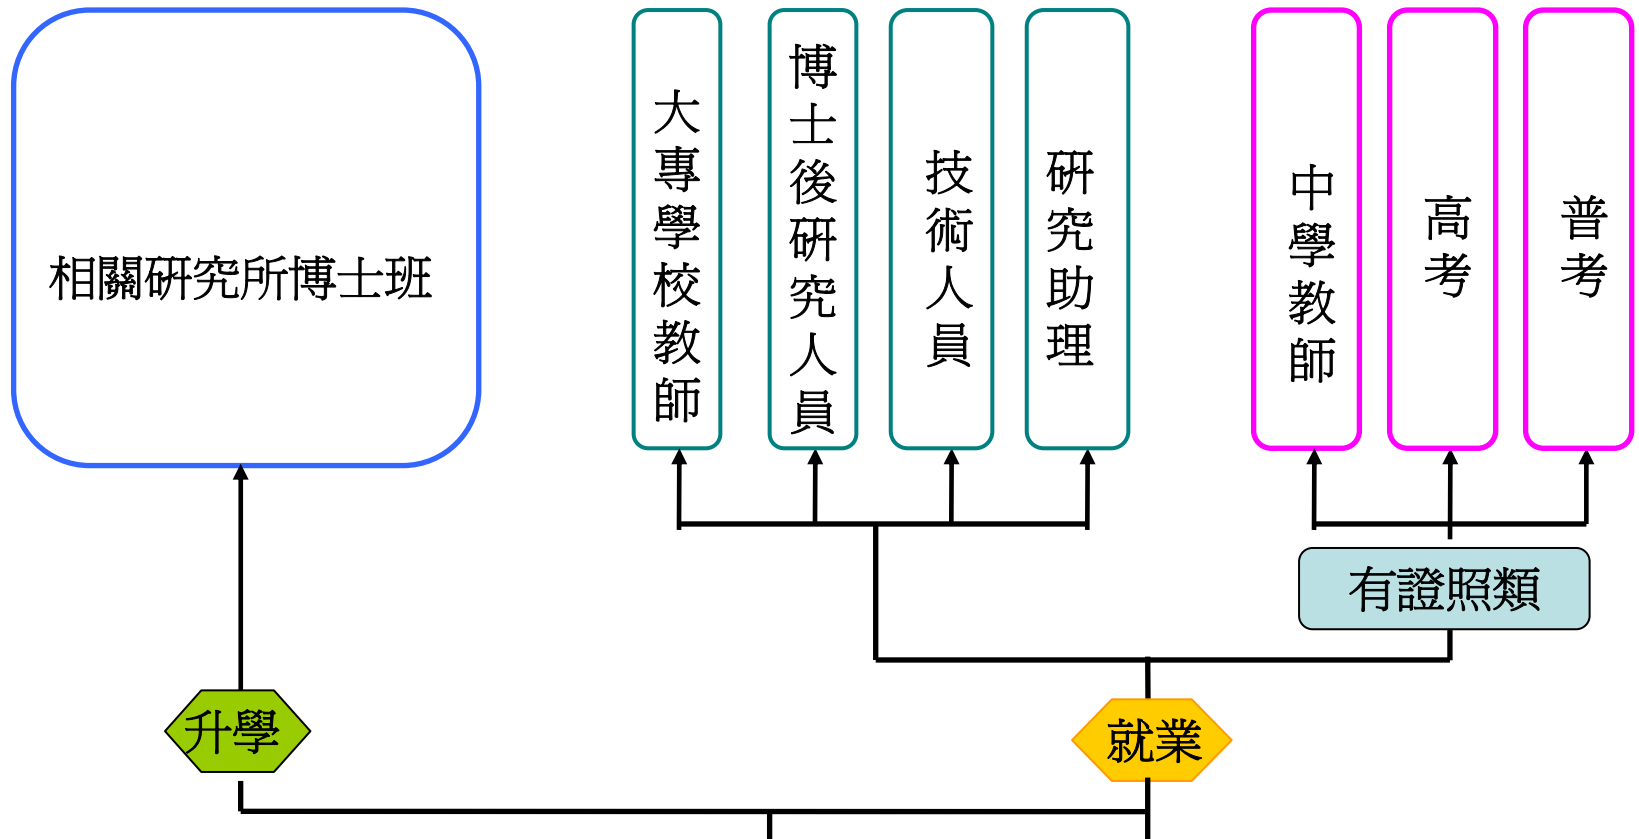 相關研究所博士班
大專學校教師
博士後研究人員
技術人員
研究助理
中學教師
高考
普考
有證照類
升學
就業